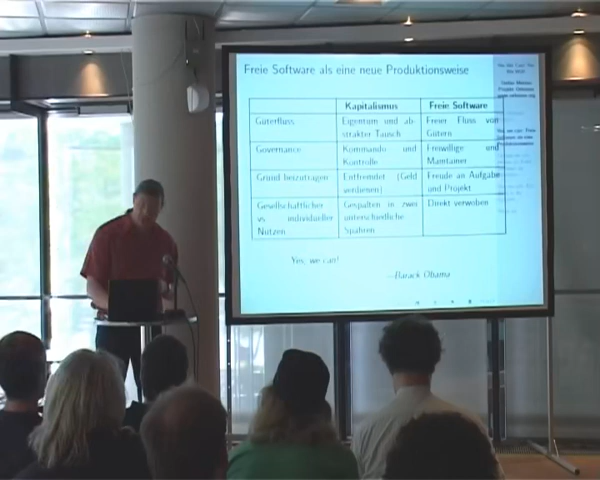 Freie Software als eine neue Produktionsweise
Kapitalismus Freie Software
Güterfluss Eigentum und ab- Freier Fluss von
strakter Tausch Gütern
Governance Kommando und Freiwillige und
Kontrolle Maintainer
Grund beizutragen Entfremdet (Geld Freude an Aufgabe
verdienen) und Projekt
Gesellschaftlicher Gespalten in zwei Direkt verwoben
vs. individueller unterschiedliche
Nutzen Sphären
Yes, we can!
—Barack Obama